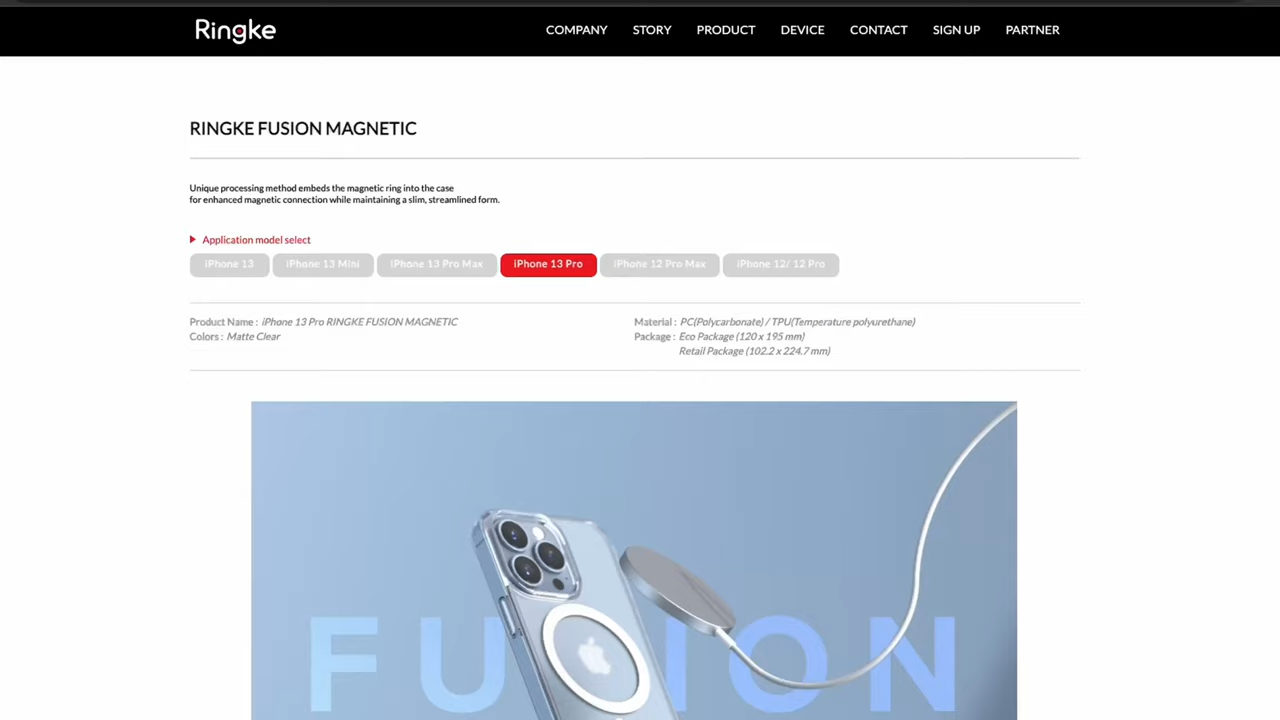 Ringke
COMPANY STORY PRODUCT DEVICE CONTACT SIGN UP PARTNER
RINGKE FUSION MAGNETIC
Unique processing method embeds the magnetic ring into the case
for enhanced magnetic connection while maintaining a slim, streamlined form.
Application model select
iPhone 13 iPhone 13 Mini iPhone 13 Pro Max iPhone 13 Pro iPhone 12 Pro Max iPhone 12/ 12 Pro
Product Name : iPhone 13 Pro RINGKE FUSION MAGNETIC
Colors : Matte Clear
Material : PC(Polycarbonate) / TPU(Temperature polyurethane)
Package : Eco Package (120 x 195 mm)
Retail Package (102.2 x 224.7 mm)
FUSION